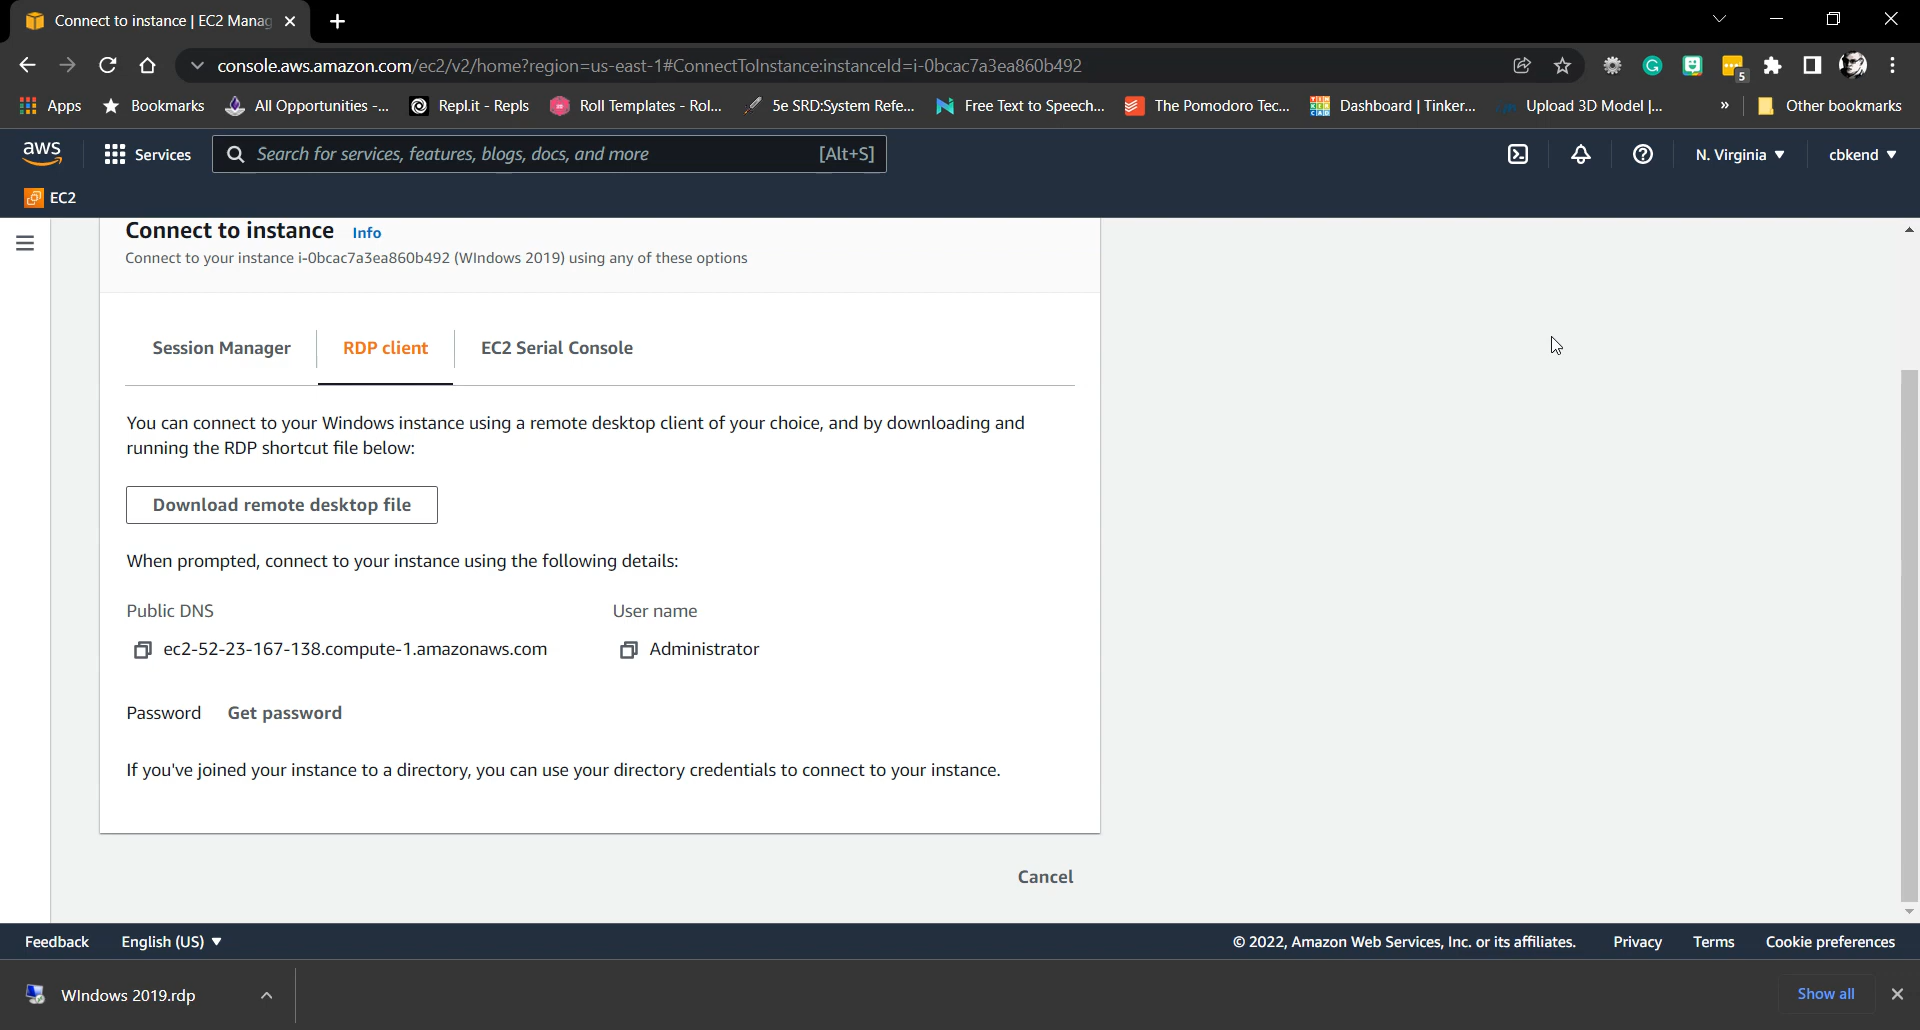 Connect to instance | EC2 Manag
console.aws.amazon.com/ec2/v2/home?region=us-east-1#ConnectToInstance:instanceId=i-0bcac7a3ea860b492
5
Apps
Bookmarks
All Opportunities -...
Repl.it - Repls
Roll Templates - Rol...
5e SRD:System Refe...
Free Text to Speech...
The Pomodoro Tec...
Dashboard | Tinker...
Upload 3D Model |...
»
Other bookmarks
aws
Services
Search for services, features, blogs, docs, and more
[Alt+S]
N. Virginia
cbkend
EC2
Connect to instance Info
Connect to your instance i-0bcac7a3ea860b492 (WIndows 2019) using any of these options
Session Manager
RDP client
EC2 Serial Console
You can connect to your Windows instance using a remote desktop client of your choice, and by downloading and
running the RDP shortcut file below:
Download remote desktop file
When prompted, connect to your instance using the following details:
Public DNS
User name
ec2-52-23-167-138.compute-1.amazonaws.com
Administrator
Password Get password
If you've joined your instance to a directory, you can use your directory credentials to connect to your instance.
Cancel
Feedback
English (US)
© 2022, Amazon Web Services, Inc. or its affiliates.
Privacy
Terms
Cookie preferences
WIndows 2019.rdp
Show all